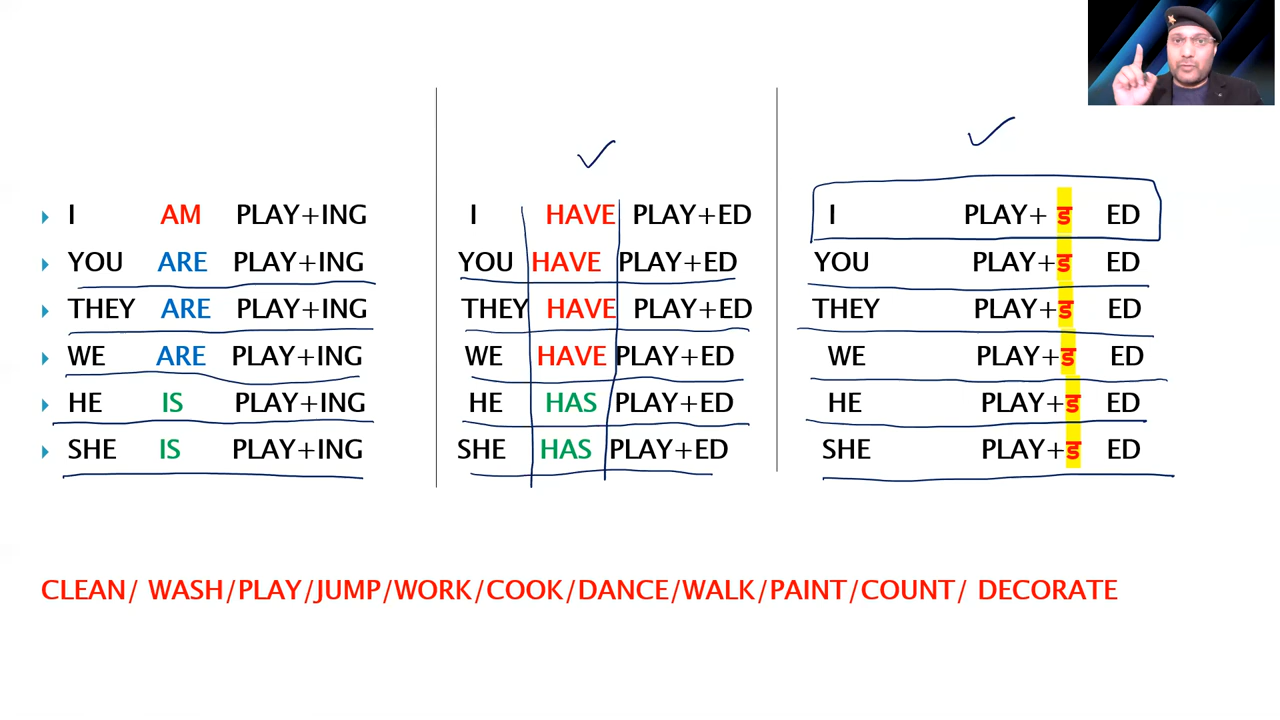 I AM PLAY+ING
YOU ARE PLAY+ING
THEY ARE PLAY+ING
WE ARE PLAY+ING
HE IS PLAY+ING
SHE IS PLAY+ING
I HAVE PLAY+ED
YOU HAVE PLAY+ED
THEY HAVE PLAY+ED
WE HAVE PLAY+ED
HE HAS PLAY+ED
SHE HAS PLAY+ED
I PLAY+ ड ED
YOU PLAY+ड ED
THEY PLAY+ड ED
WE PLAY+ड ED
HE PLAY+ड ED
SHE PLAY+ड ED
CLEAN/ WASH/PLAY/JUMP/WORK/COOK/DANCE/WALK/PAINT/COUNT/ DECORATE